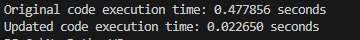 Original code execution time: 0.477856 seconds
Updated code execution time: 0.022650 seconds